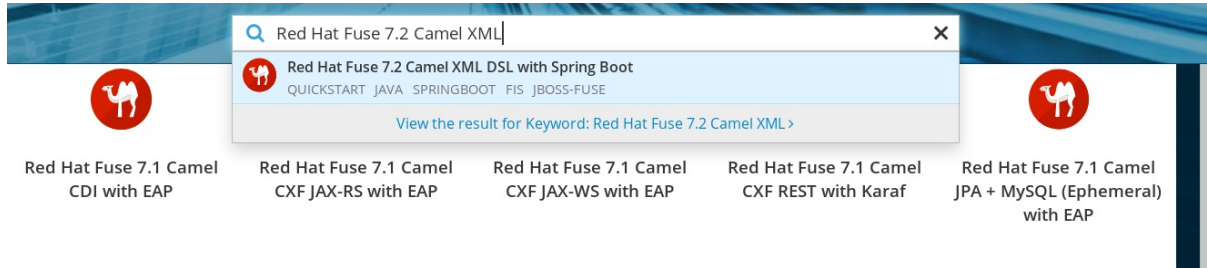 Red Hat Fuse 7.2 Camel XML
Red Hat Fuse 7.2 Camel XML DSL with Spring Boot
QUICKSTART JAVA SPRINGBOOT FIS JBOSS-FUSE
View the result for Keyword: Red Hat Fuse 7.2 Camel XML
Red Hat Fuse 7.1 Camel
CDI with EAP
Red Hat Fuse 7.1 Camel
CXF JAX-RS with EAP
Red Hat Fuse 7.1 Camel
CXF JAX-WS with EAP
Red Hat Fuse 7.1 Camel
CXF REST with Karaf
Red Hat Fuse 7.1 Camel
JPA + MySQL (Ephemeral)
with EAP